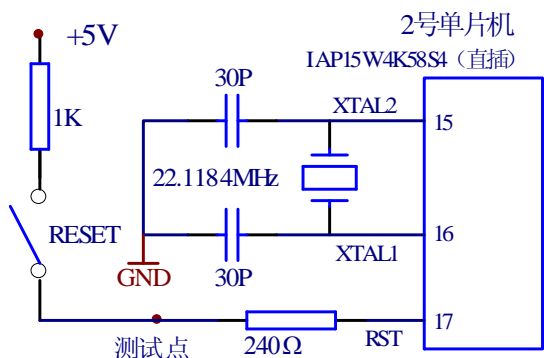 2号单片机
+5V
IAP15W4K58S4（直插）
30P
XTAL2
15
1K
22.1184MHz
RESET
16
XTAL1
GND
30P
17
测试点
240Ω
RST